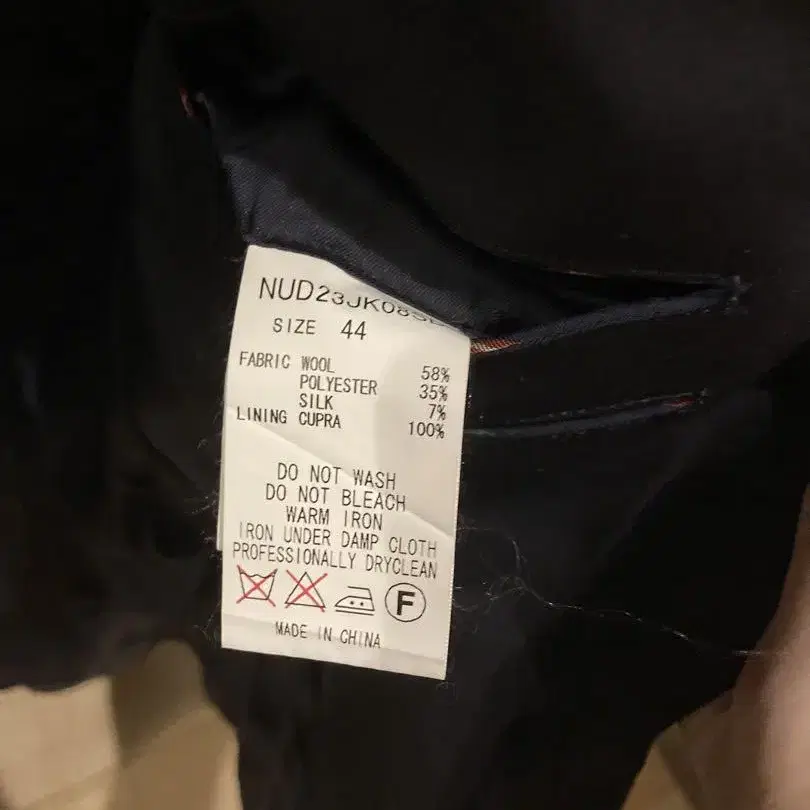 SIZE 44
FABRIC WOOL 58%
POLYESTER 35%
SILK 7%
LINING CUPRA 100%
DO NOT WASH
DO NOT BLEACH
WARM IRON
IRON UNDER DAMP CLOTH
PROFESSIONALLY DRYCLEAN
F
MADE IN CHINA